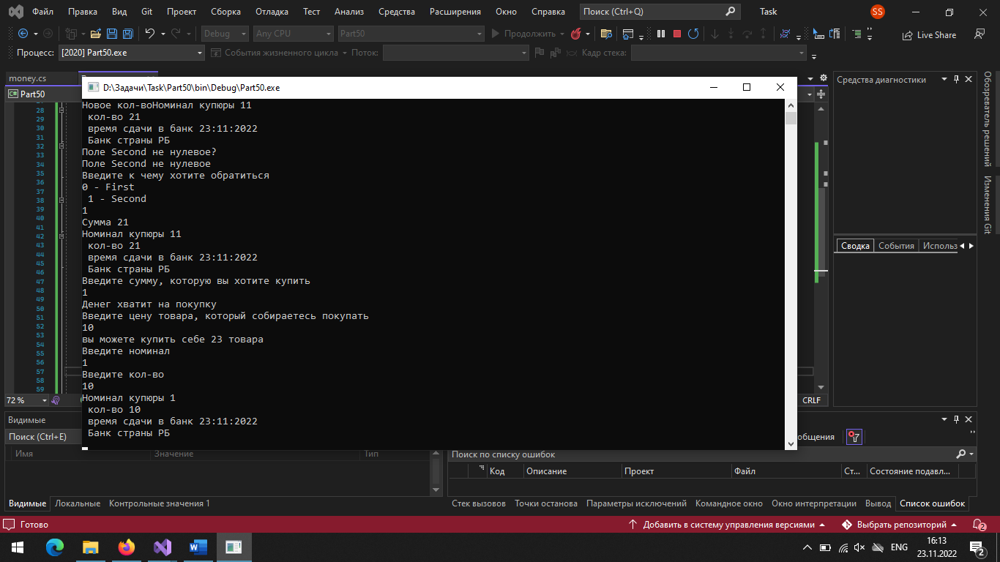 Файл Правка Вид Git Проект Сборка Отладка Тест Анализ Средства Расширения Окно Справка Поиск (Ctrl+Q) Task SS
Debug Any CPU Part50 Продолжить Live Share
Процесс: [2020] Part50.exe События жизненного цикла Поток: Кадр стека:
money.cs
Средства диагностики
Part50
D:\Задачи\Task\Part50\bin\Debug\Part50.exe
Новое кол-воНоминал купюры 11
кол-во 21
время сдачи в банк 23:11:2022
Банк страны РБ
Поле Second не нулевое?
Поле Second не нулевое
Введите к чему хотите обратиться
0 - First
1 - Second
1
Сумма 21
Номинал купюры 11
кол-во 21
время сдачи в банк 23:11:2022
Банк страны РБ
Введите сумму, которую вы хотите купить
1
Денег хватит на покупку
Введите цену товара, который собираетесь покупать
10
вы можете купить себе 23 товара
Введите номинал
1
Введите кол-во
10
Номинал купюры 1
кол-во 10
время сдачи в банк 23:11:2022
Банк страны РБ
28
29
30
31
32
33
34
35
36
37
38
39
40
41
42
43
44
45
46
47
48
49
50
51
52
53
54
55
56
57
58
59
Сводка События Использ
Обозреватель решений
Изменения Git
72 % CRLF
Видимые
Поиск (Ctrl+E)
Имя Значение Тип
общения
Поиск по списку ошибок
Код Описание Проект Файл Ст... Состояние подавл...
Видимые Локальные Контрольные значения 1
Стек вызовов Точки останова Параметры исключений Командное окно Окно интерпретации Вывод Список ошибок
Готово Добавить в систему управления версиями Выбрать репозиторий 2
ENG 16:13
23.11.2022 2